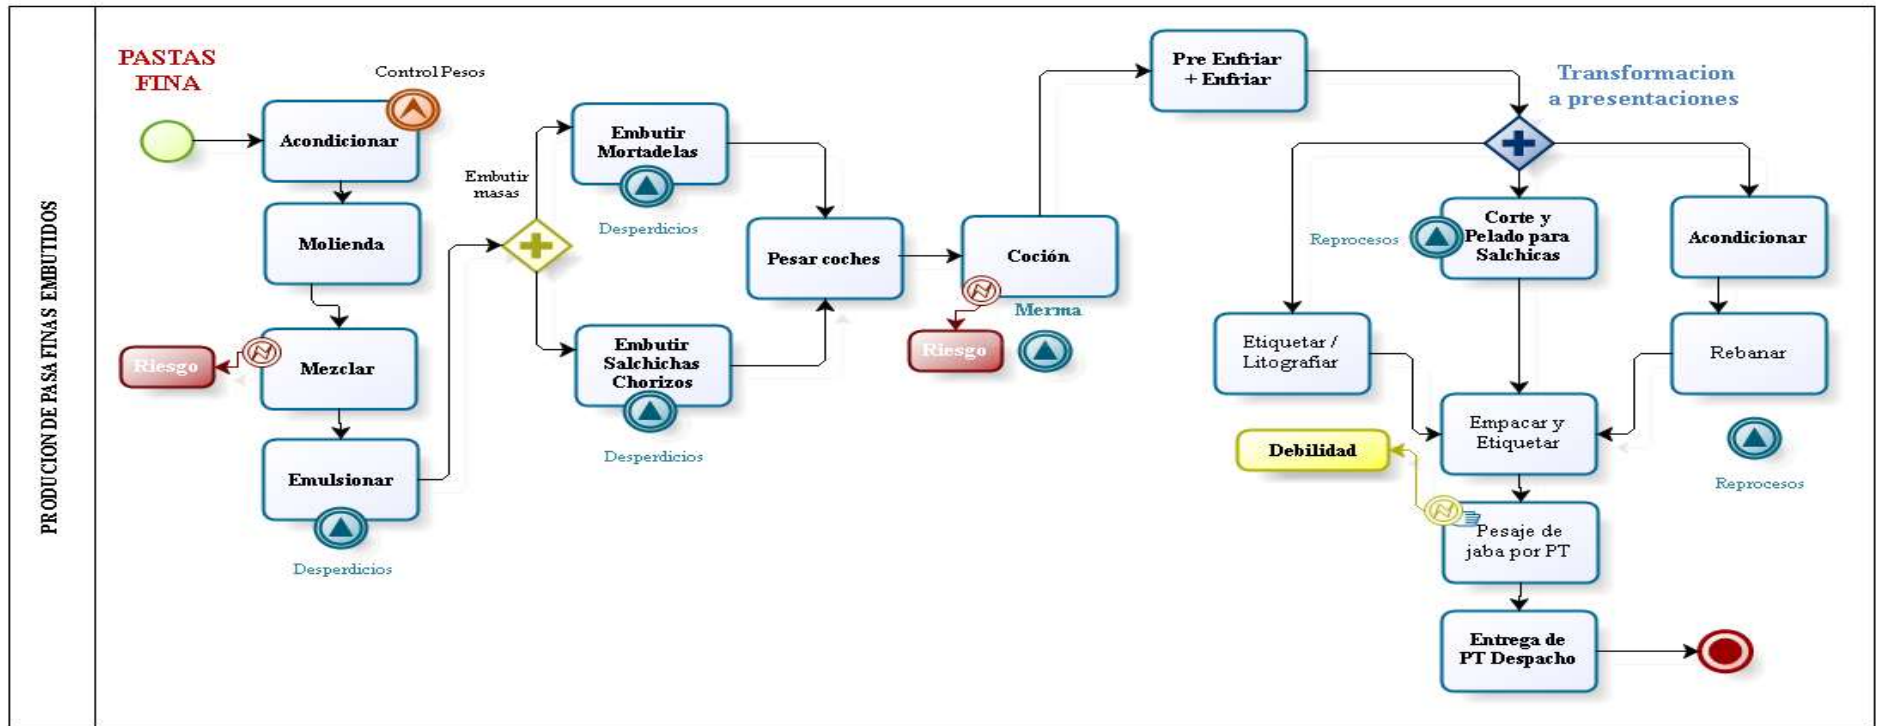 PRODUCION DE PASA FINAS EMBUTIDOS
PASTAS
FINA
Control Pesos
Acondicionar
Molienda
Riesgo
Mezclar
Emulsionar
Desperdicios
Embutir
masas
Embutir
Mortadelas
Desperdicios
Embutir
Salchichas
Chorizos
Desperdicios
Pesar coches
Coción
Merma
Riesgo
Pre Enfriar
+ Enfriar
Transformacion
a presentaciones
Etiquetar /
Litografiar
Reprocesos
Corte y
Pelado para
Salchicas
Acondicionar
Rebanar
Reprocesos
Empacar y
Etiquetar
Debilidad
Pesaje de
jaba por PT
Entrega de
PT Despacho